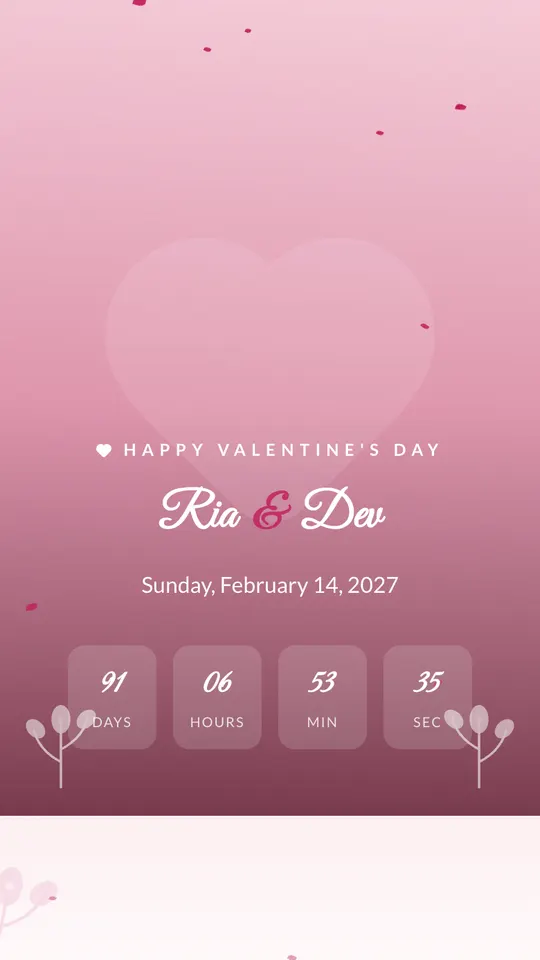 HAPPY VALENTINE'S DAY
Ria & Dev
Sunday, February 14, 2027
91 06 53 35
DAYS HOURS MIN SEC